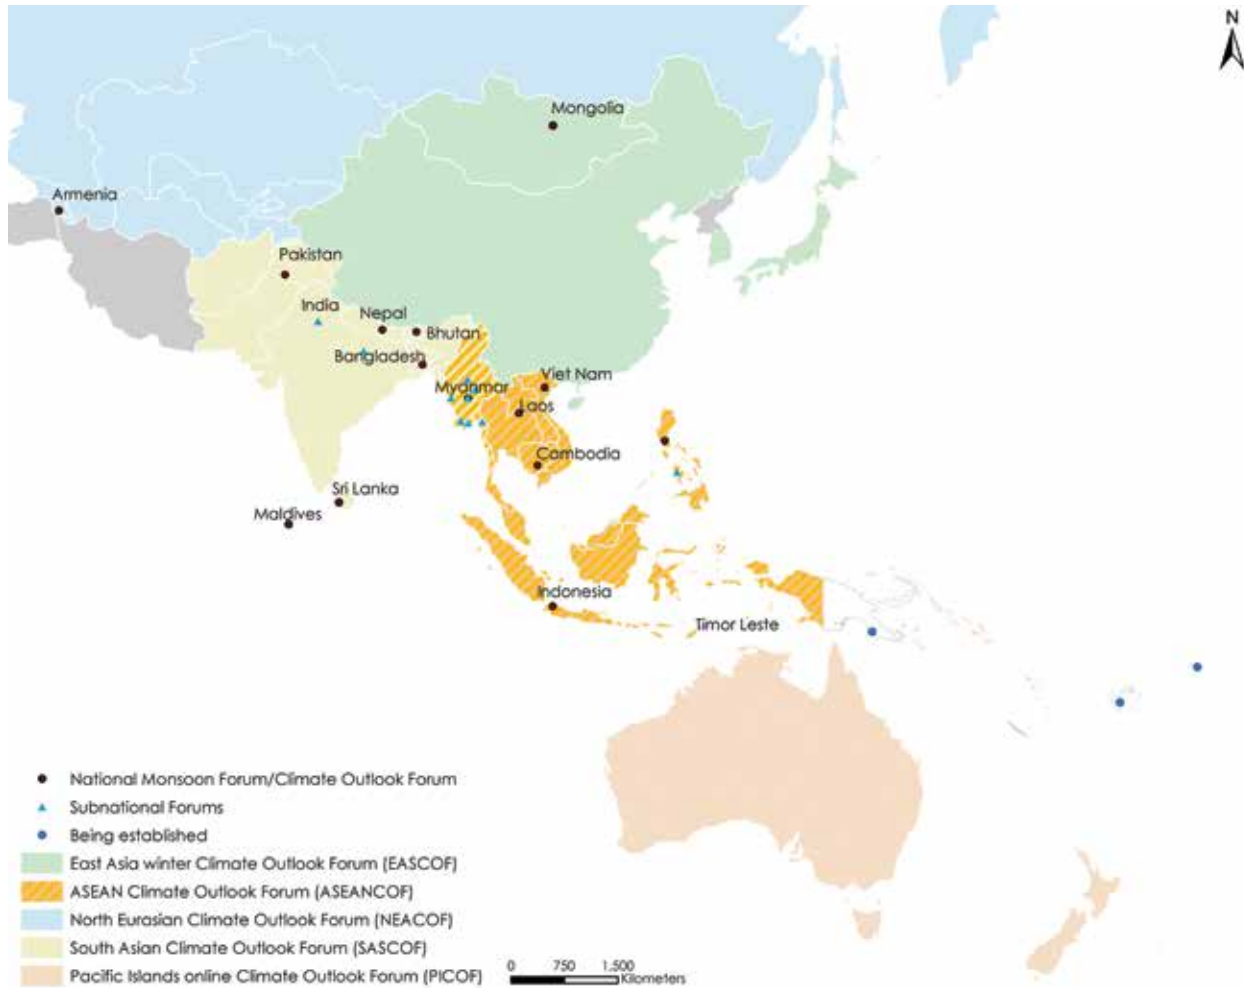 N
Mongolia
Armenia
Pakistan
India
Nepal
Bhutan
Bangladesh
Viet Nam
Myanmar
Laos
Cambodia
Sri Lanka
Maldives
Indonesia
Timor Leste
National Monsoon Forum/Climate Outlook Forum
Subnational Forums
Being established
East Asia winter Climate Outlook Forum (EASCOF)
ASEAN Climate Outlook Forum (ASEANCOF)
North Eurasian Climate Outlook Forum (NEACOF)
South Asian Climate Outlook Forum (SASCOF)
Pacific Islands online Climate Outlook Forum (PICOF)
0 750 1,500
Kilometers